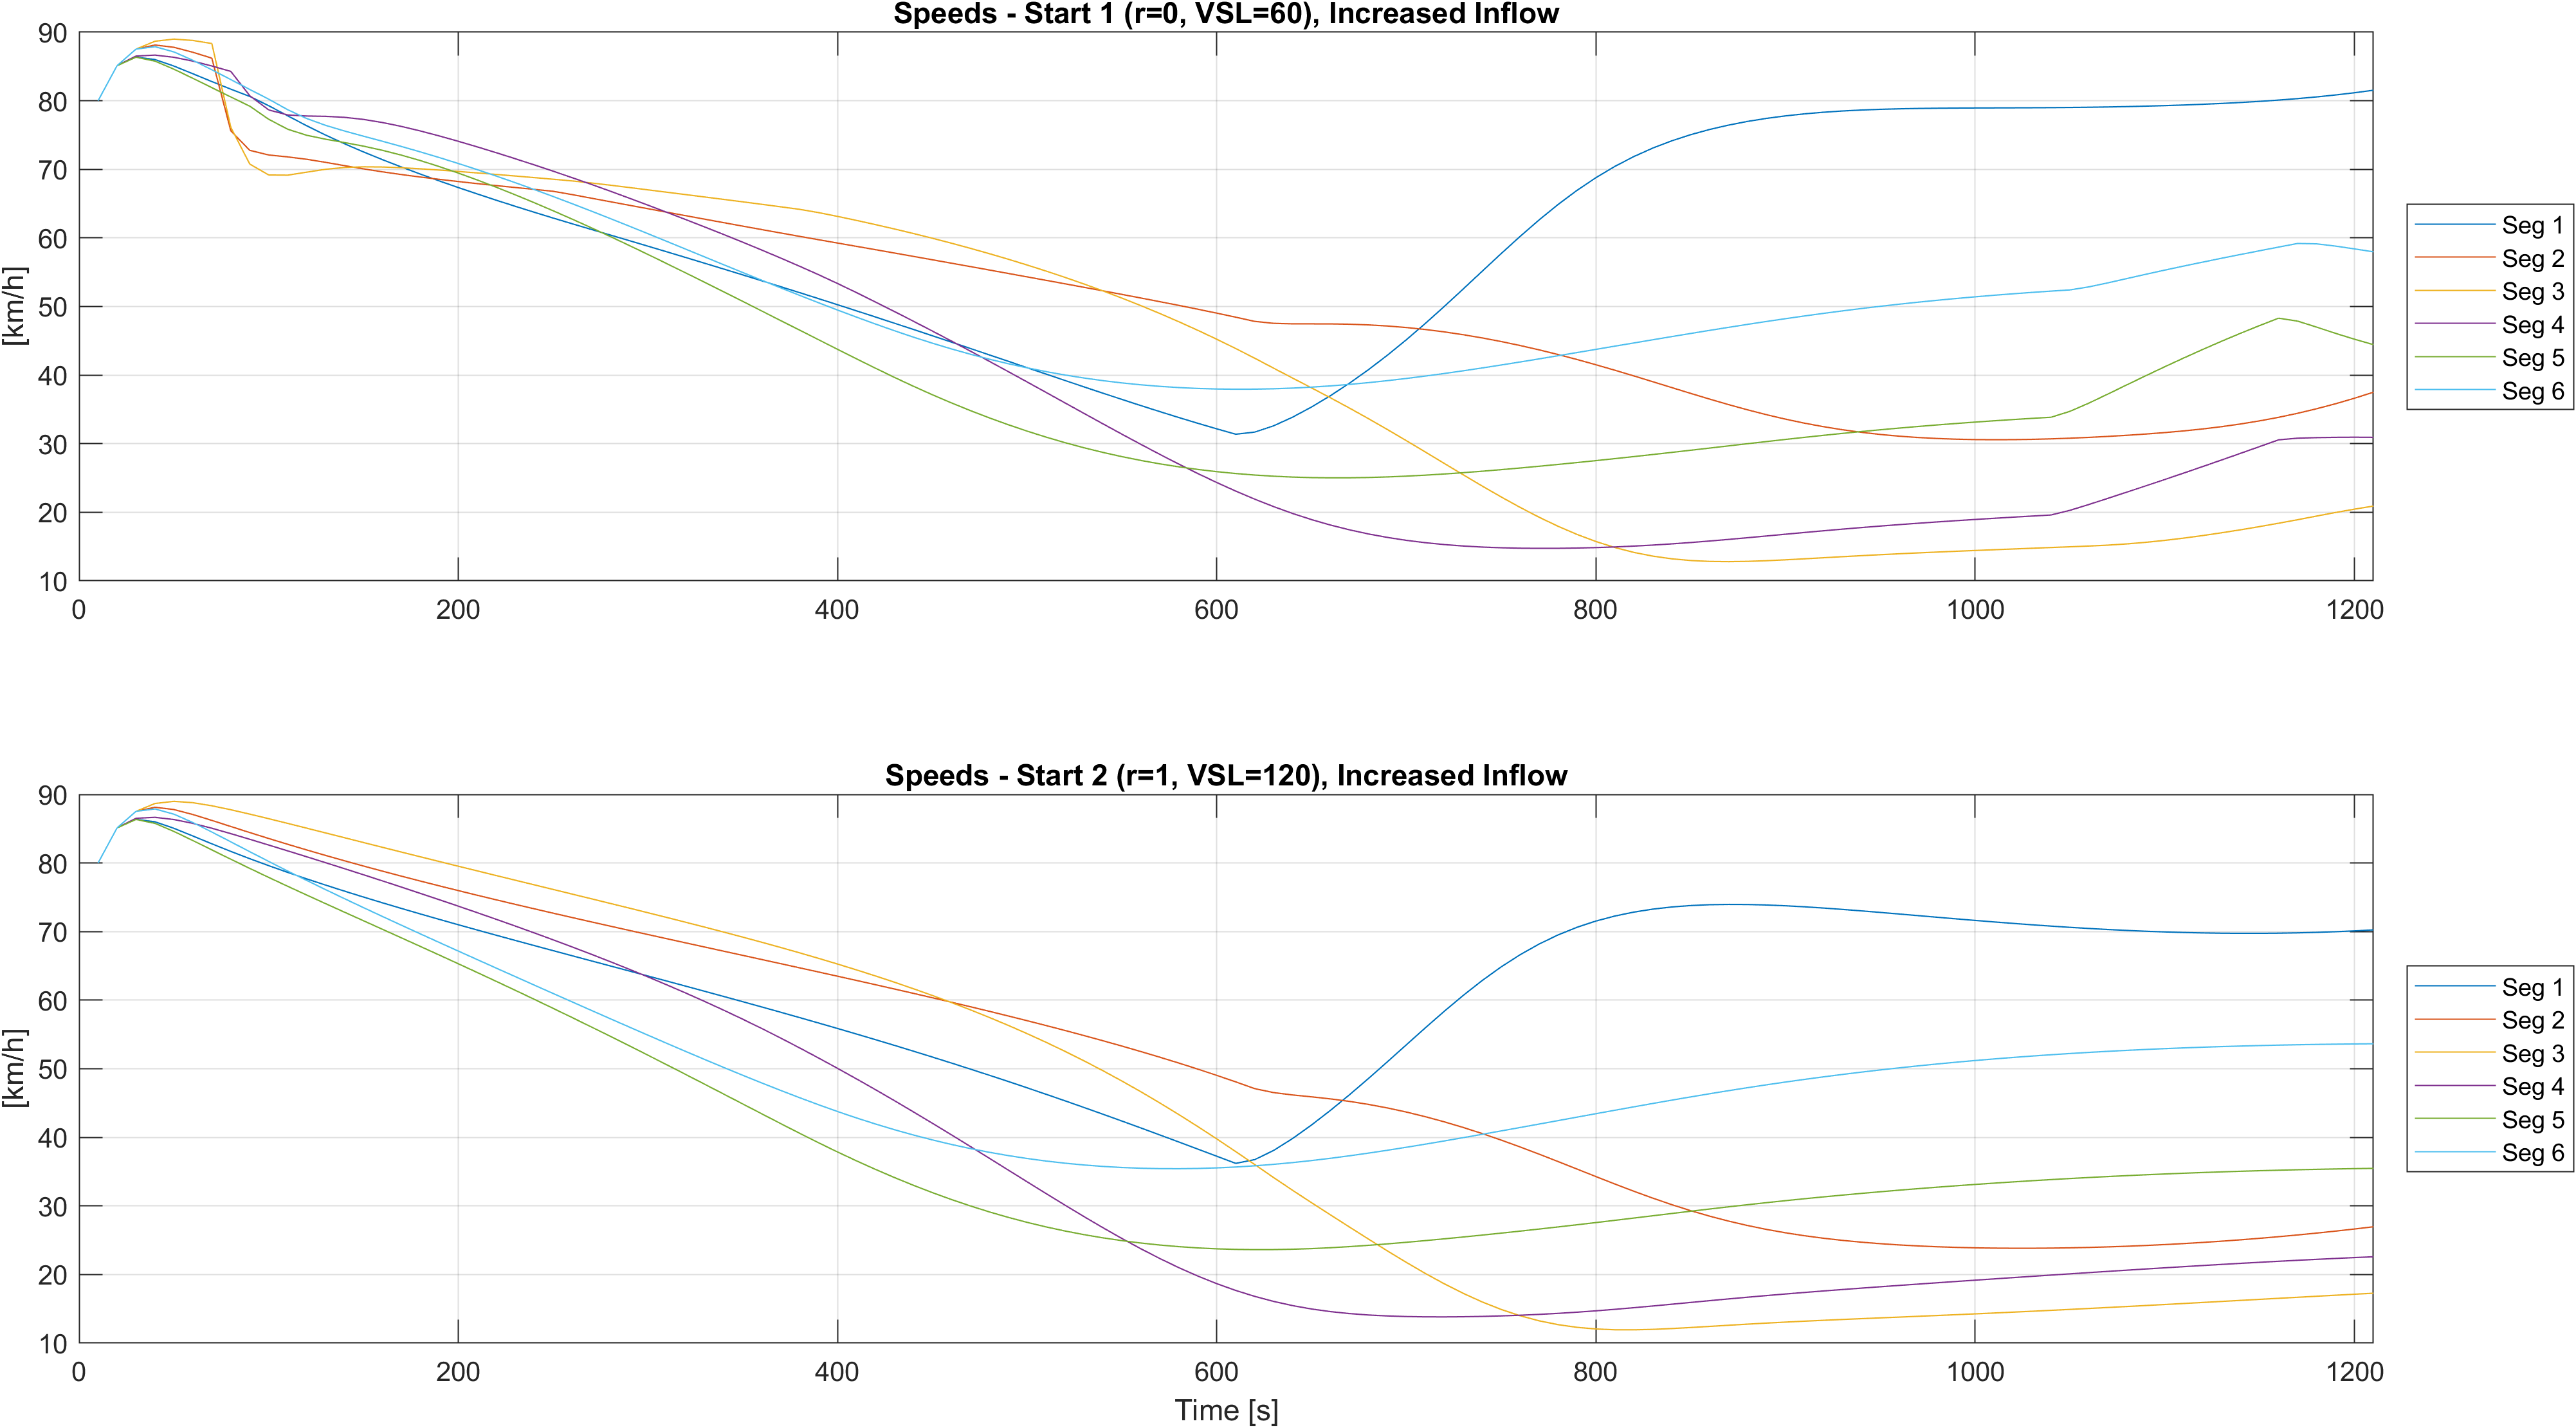 Speeds - Start 1 (r=0, VSL=60), Increased Inflow
90
80
70
60
50
40
30
20
10
[km/h]
0 200 400 600 800 1000 1200
Seg 1
Seg 2
Seg 3
Seg 4
Seg 5
Seg 6
Speeds - Start 2 (r=1, VSL=120), Increased Inflow
90
80
70
60
50
40
30
20
10
[km/h]
0 200 400 600 800 1000 1200
Time [s]
Seg 1
Seg 2
Seg 3
Seg 4
Seg 5
Seg 6